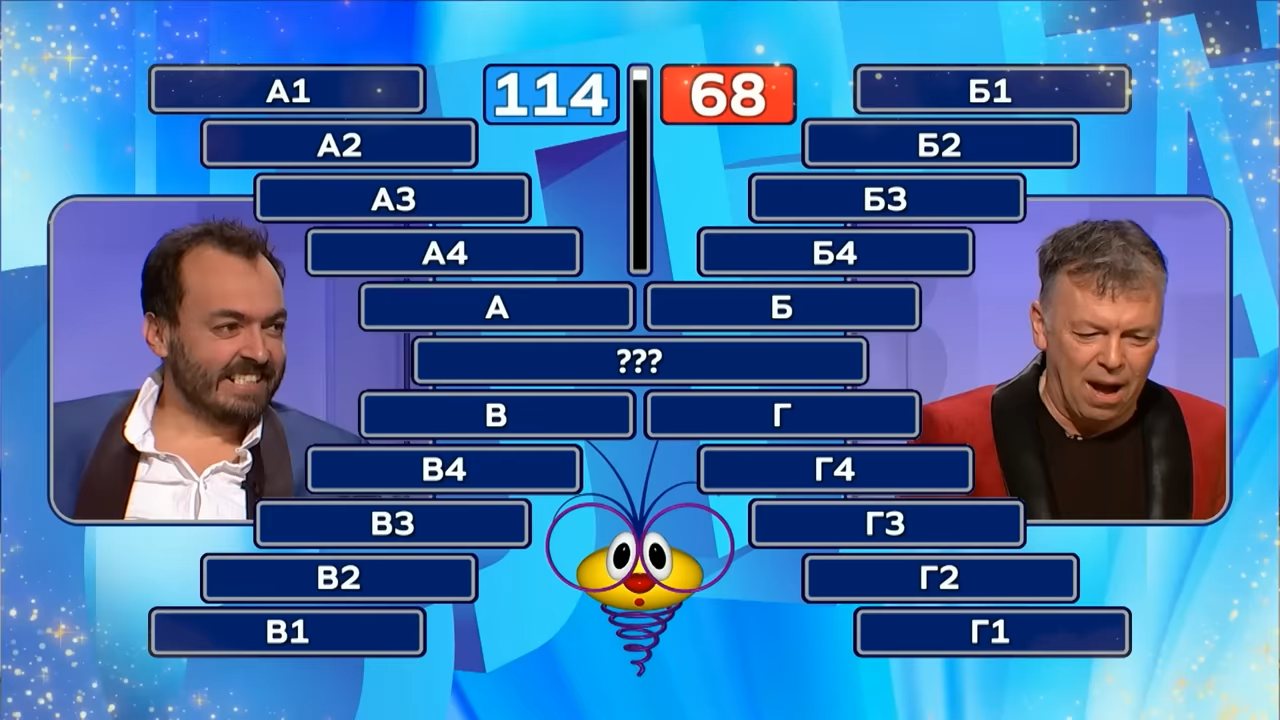 А1 114 68 Б1
А2 Б2
А3 Б3
А4 Б4
А Б
???
В Г
В4 Г4
В3 Г3
В2 Г2
В1 Г1